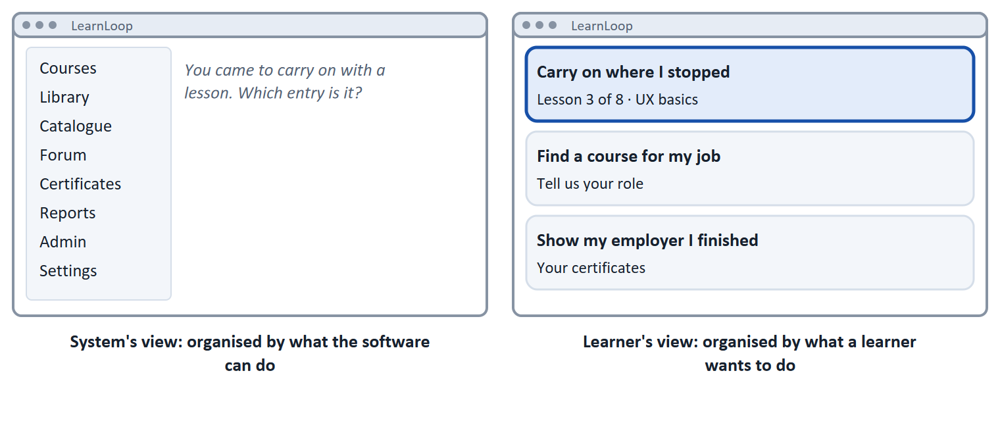 LearnLoop
Courses
Library
Catalogue
Forum
Certificates
Reports
Admin
Settings
You came to carry on with a
lesson. Which entry is it?
System's view: organised by what the software
can do
LearnLoop
Carry on where I stopped
Lesson 3 of 8 · UX basics
Find a course for my job
Tell us your role
Show my employer I finished
Your certificates
Learner's view: organised by what a learner
wants to do